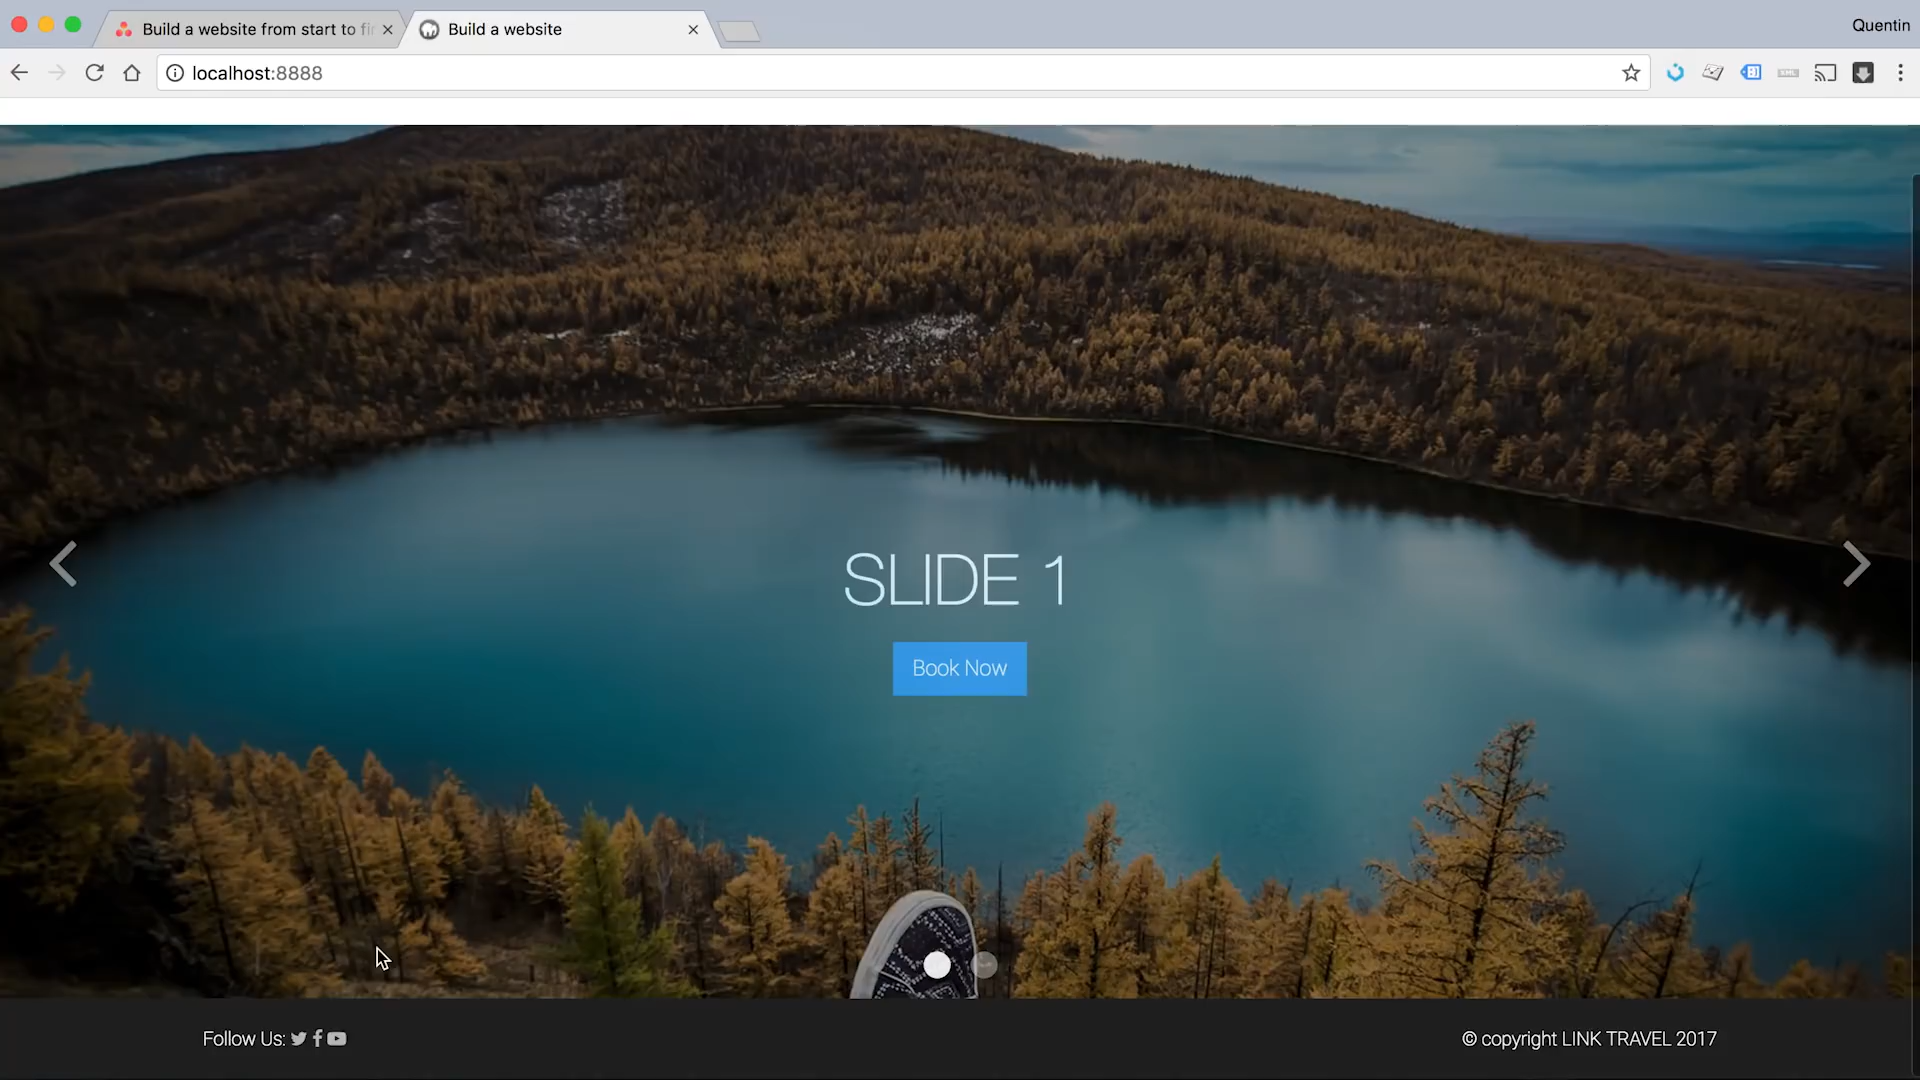 Build a website from start to fi
Build a website
Quentin
localhost:8888
SLIDE 1
Book Now
Follow Us:
© copyright LINK TRAVEL 2017